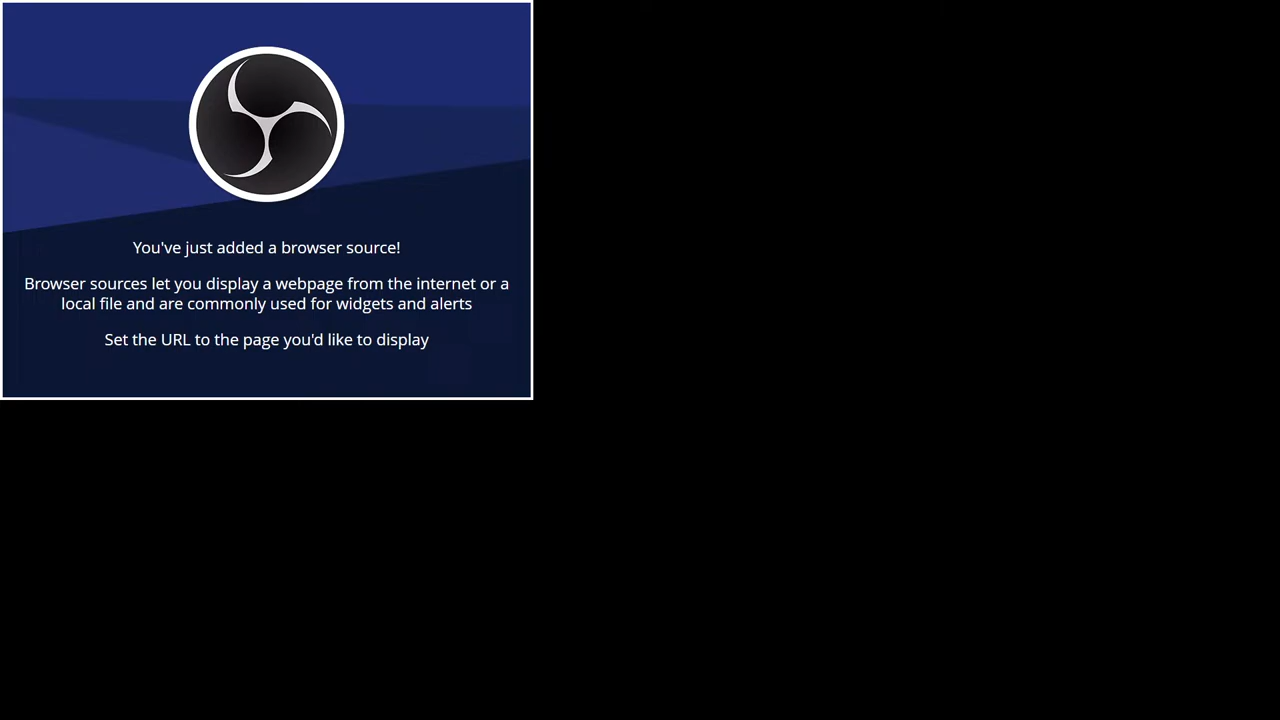 You've just added a browser source!
Browser sources let you display a webpage from the internet or a
local file and are commonly used for widgets and alerts
Set the URL to the page you'd like to display